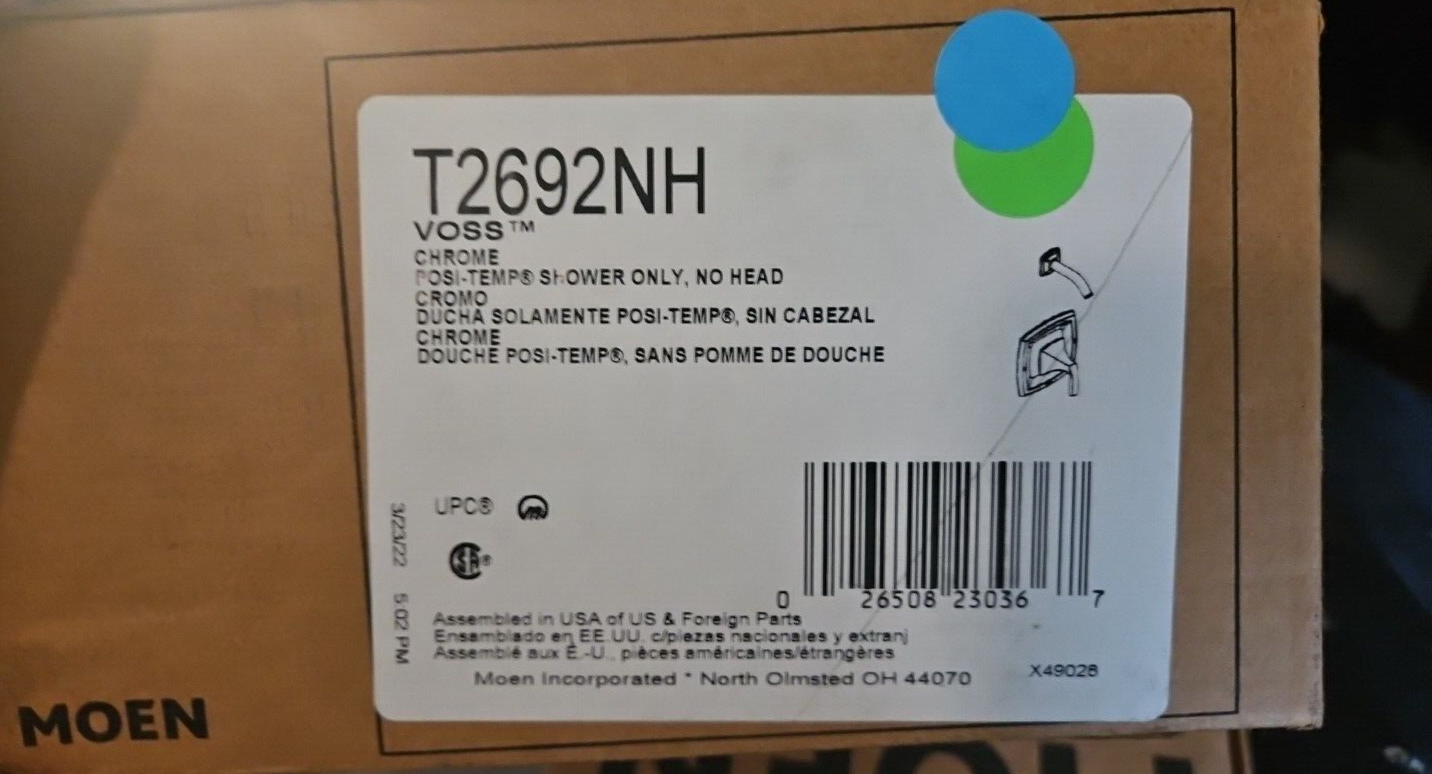 T2692NH
VOSS™
CHROME
POSI-TEMP® SHOWER ONLY, NO HEAD
CROMO
DUCHA SOLAMENTE POSI-TEMP®, SIN CABEZAL
CHROME
DOUCHE POSI-TEMP®, SANS POMME DE DOUCHE
UPC®
SA®
3/23/22 5:02 PM
0 26508 23036 7
Assembled in USA of US & Foreign Parts
Ensamblado en EE.UU. c/piezas nacionales y extranj
Assemblé aux É.-U., pièces américaines/étrangères
Moen Incorporated * North Olmsted OH 44070
X49028
MOEN